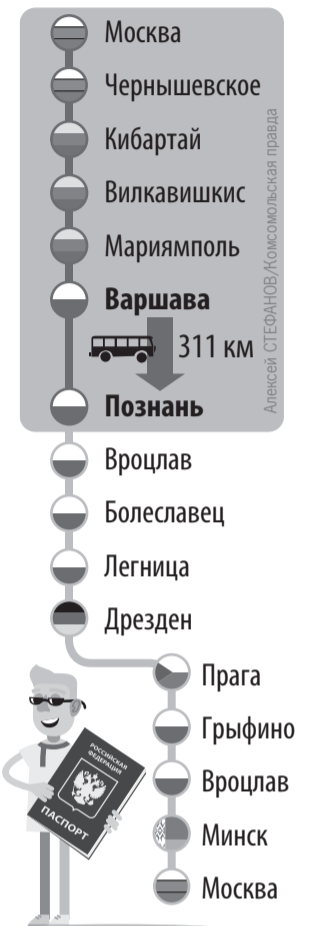 Москва
Чернышевское
Кибартай
Вилкавишкис
Мариямполь
Варшава
311 км
Познань
Алексей СТЕФАНОВ/Комсомольская правда
Вроцлав
Болеславец
Легница
Дрезден
Прага
Грыфино
Вроцлав
Минск
Москва
РОССИЙСКАЯ
ФЕДЕРАЦИЯ
ПАСПОРТ